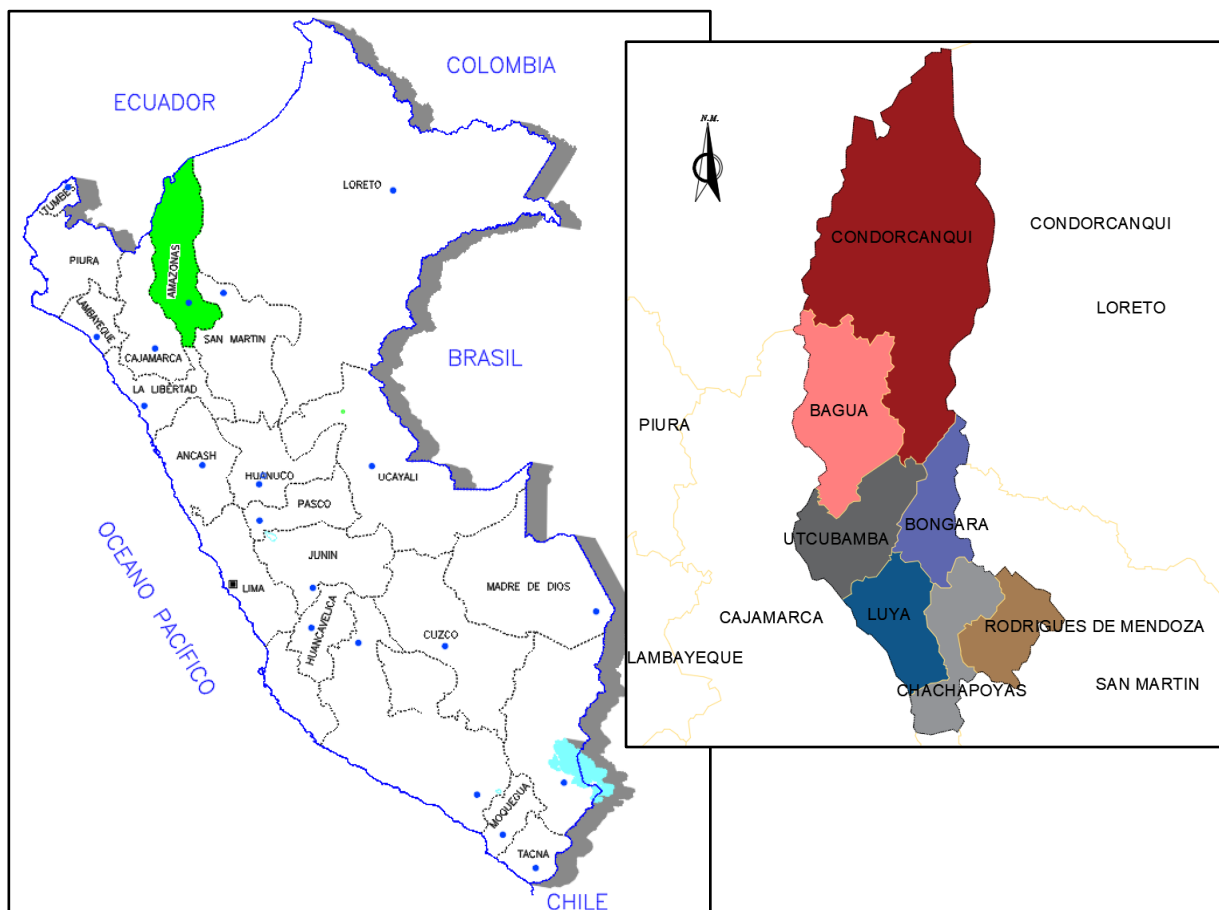 COLOMBIA
ECUADOR
LORETO
TUMBES
PIURA
AMAZONAS
LAMBAYEQUE
SAN MARTIN
CAJAMARCA
BRASIL
LA LIBERTAD
ANCASH
HUANUCO
UCAYALI
PASCO
OCEANO PACÍFICO
JUNIN
LIMA
MADRE DE DIOS
HUANCAVELICA
CUZCO
MOQUEGUA
TACNA
CHILE
N.M.
CONDORCANQUI
CONDORCANQUI
LORETO
BAGUA
PIURA
BONGARA
UTCUBAMBA
CAJAMARCA
LUYA
RODRIGUES DE MENDOZA
LAMBAYEQUE
CHACHAPOYAS
SAN MARTIN